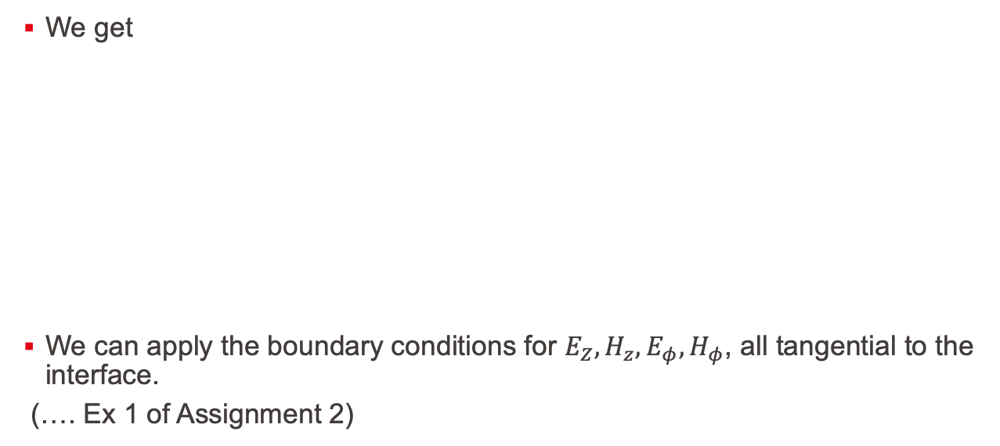 ▪ We get
▪ We can apply the boundary conditions for E_Z, H_z, E_ϕ, H_ϕ, all tangential to the
interface.
(…. Ex 1 of Assignment 2)